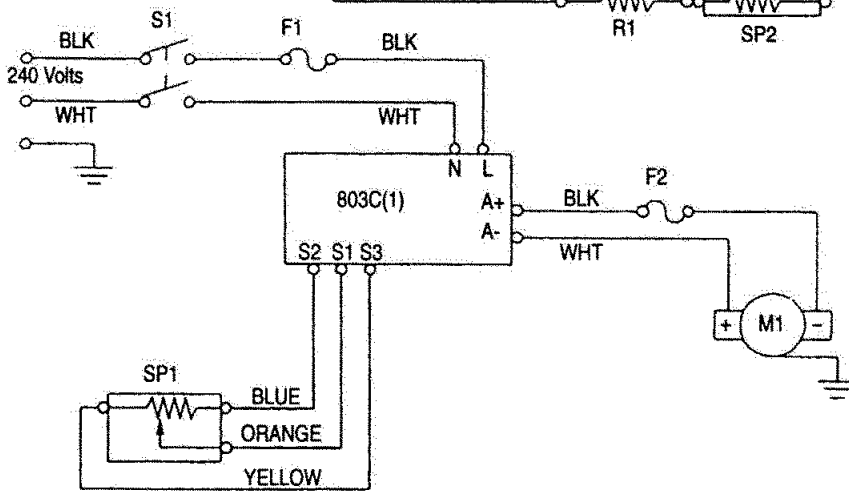 S1
F1
R1
SP2
BLK
BLK
240 Volts
WHT
WHT
N L
803C(1)
A+
BLK
F2
A-
WHT
S2 S1 S3
+ M1 -
SP1
BLUE
ORANGE
YELLOW